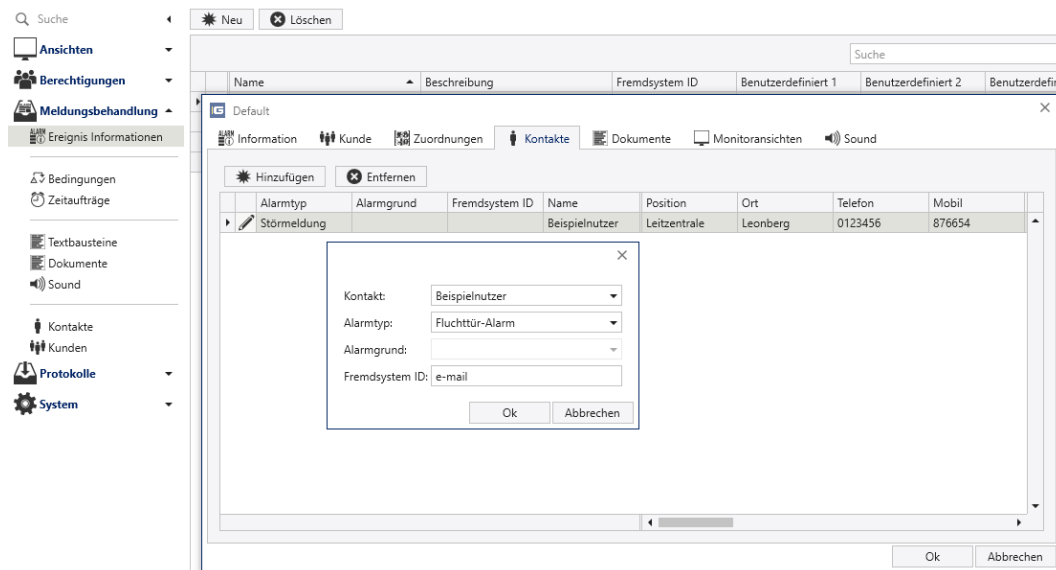 Suche
Neu
Löschen
Ansichten
Suche
Berechtigungen
Name Beschreibung Fremdsystem ID Benutzerdefiniert 1 Benutzerdefiniert 2 Benutzerdefin
Meldungsbehandlung
Default
ALARM Ereignis Informationen
ALARM Information Kunde Zuordnungen Kontakte Dokumente Monitoransichten Sound
Hinzufügen Entfernen
Bedingungen
Zeitaufträge
Alarmtyp Alarmgrund Fremdsystem ID Name Position Ort Telefon Mobil
Störmeldung Beispielnutzer Leitzentrale Leonberg 0123456 876654
Textbausteine
Dokumente
Sound
Kontakte
Kunden
Protokolle
System
Kontakt: Beispielnutzer
Alarmtyp: Fluchttür-Alarm
Alarmgrund:
Fremdsystem ID: e-mail
Ok Abbrechen
Ok Abbrechen